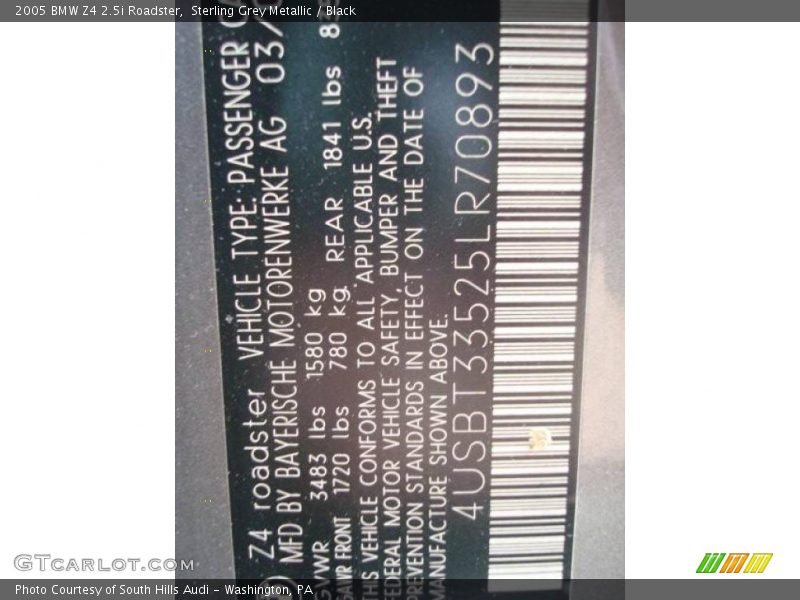 2005 BMW Z4 2.5i Roadster, Sterling Grey Metallic / Black
Z4 roadster VEHICLE TYPE: PASSENGER
MFD BY BAYERISCHE MOTORENWERKE AG 03/
3483 lbs 1580 kg
FRONT 1720 lbs 780 kg. REAR 1841 lbs
VEHICLE CONFORMS TO ALL APPLICABLE U.S.
FEDERAL MOTOR VEHICLE SAFETY, BUMPER AND THEFT
PREVENTION STANDARDS IN EFFECT ON THE DATE OF
MANUFACTURE SHOWN ABOVE.
4USBT33525LR70893
GTCARLOT.COM
Photo Courtesy of South Hills Audi - Washington, PA